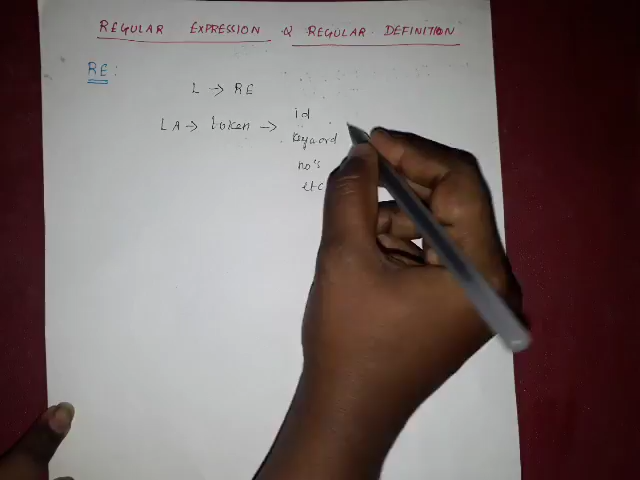 REGULAR EXPRESSION & REGULAR DEFINITION
RE:
L → RE
LA → token → id
keyword
no's
etc